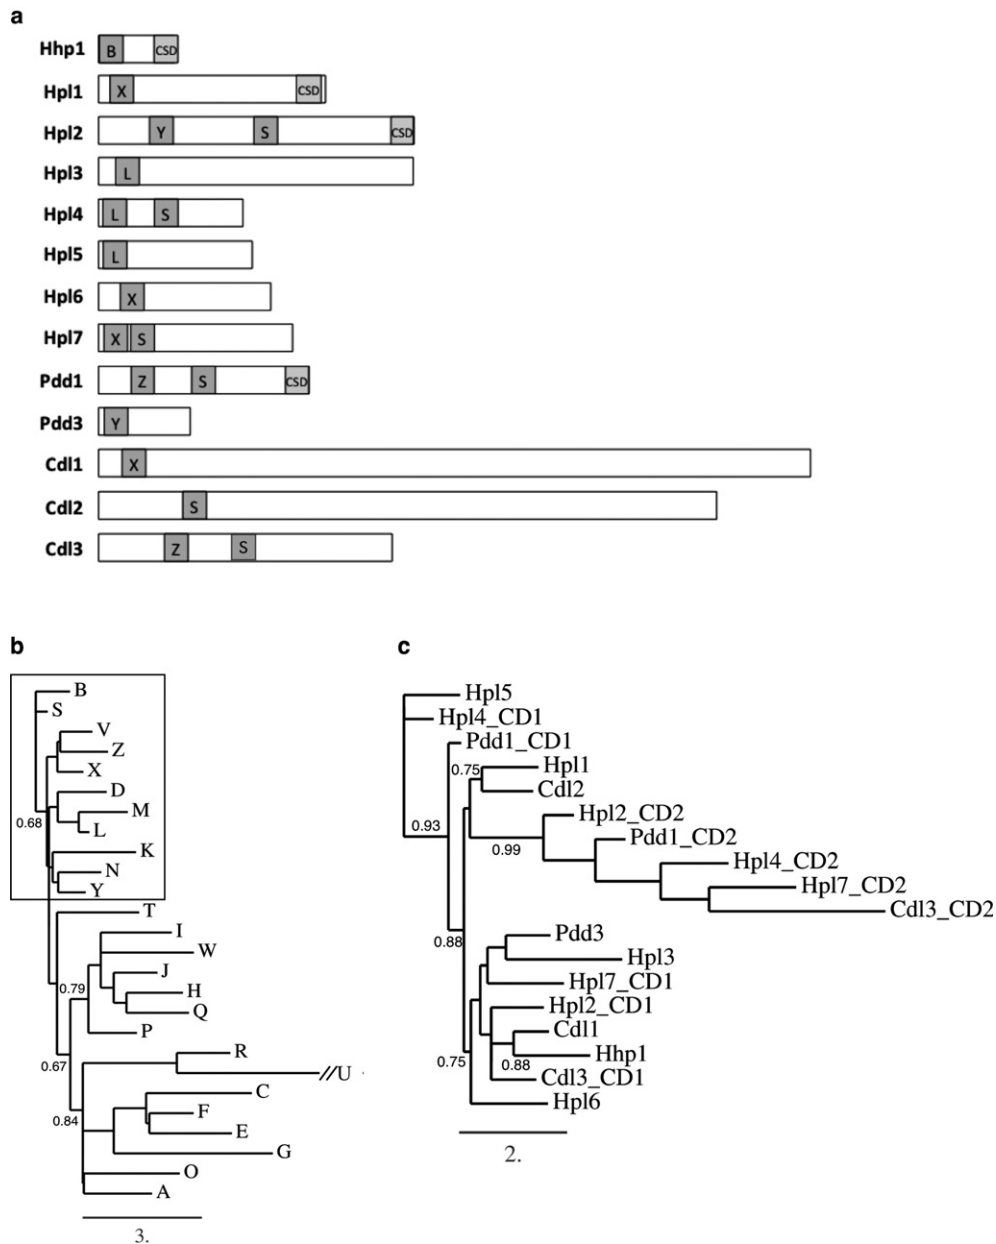 a
Hhp1 B CSD
Hpl1 X CSD
Hpl2 Y S CSD
Hpl3 L
Hpl4 L S
Hpl5 L
Hpl6 X
Hpl7 X S
Pdd1 Z S CSD
Pdd3 Y
Cdl1 X
Cdl2 S
Cdl3 Z S
b
B
S
V
Z
X
D
M
0.68
L
K
N
Y
T
I
W
J
0.79
H
Q
P
R
0.67
//U
C
F
0.84
E
G
O
A
3.
c
Hpl5
Hpl4_CD1
Pdd1_CD1
0.75 Hpl1
Cdl2
Hpl2_CD2
0.93
Pdd1_CD2
0.99
Hpl4_CD2
Hpl7_CD2
Cdl3_CD2
Pdd3
0.88
Hpl3
Hpl7_CD1
Hpl2_CD1
Cdl1
Hhp1
0.75 0.88
Cdl3_CD1
Hpl6
2.